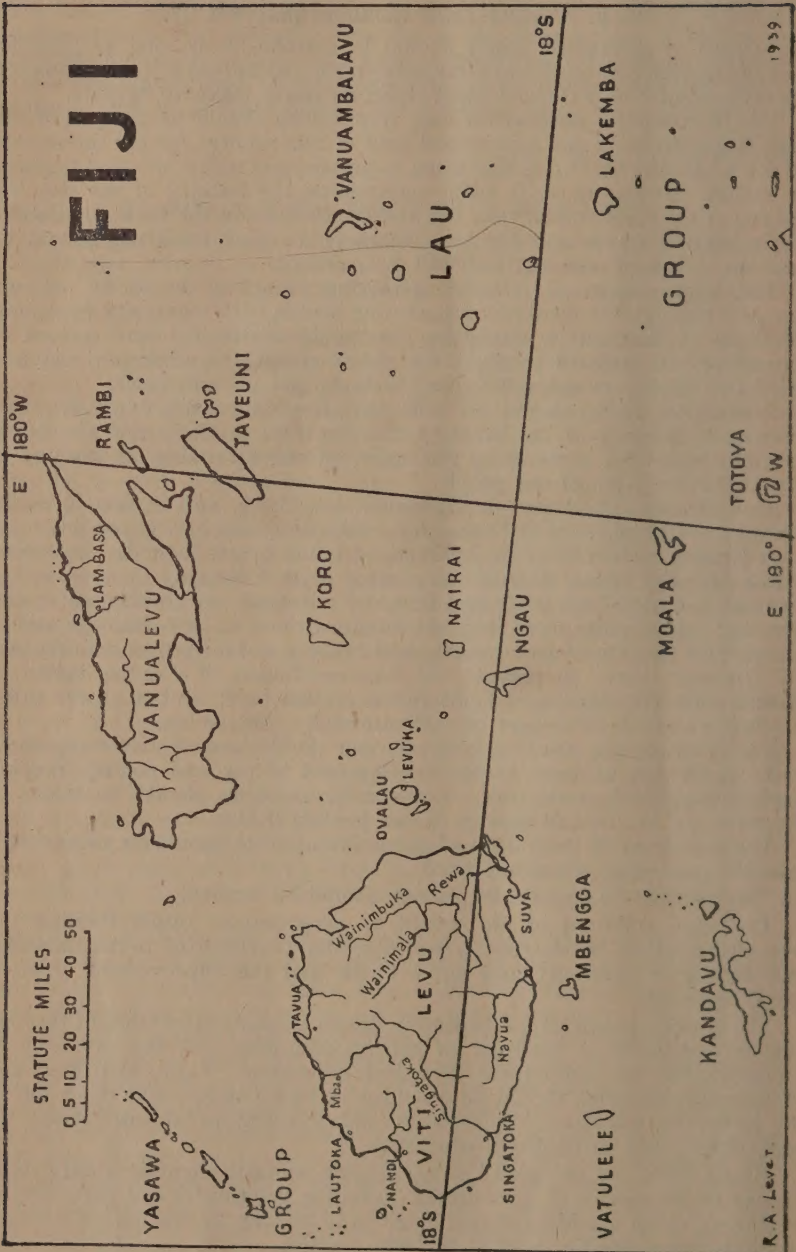 FIJI
STATUTE MILES
0 5 10 20 30 40 50
E 180°W
YASAWA
GROUP
VANUALEVU
LAMBASA
RAMBI
TAVEUNI
VANUAMBALAVU
KORO
LAU
TAVUA
LAUTOKA
Mba
NANDI
VITI
LEVU
Wainimbuka
Wainimala
Rewa
Singatoka
Navua
SINGATOKA
SUVA
OVALAU
LEVUKA
NAIRAI
NGAU
18°S
18°S
VATULELE
MBENGGA
KANDAVU
MOALA
TOTOYA
LAKEMBA
GROUP
E 180° W
R.A. Lever.
1939